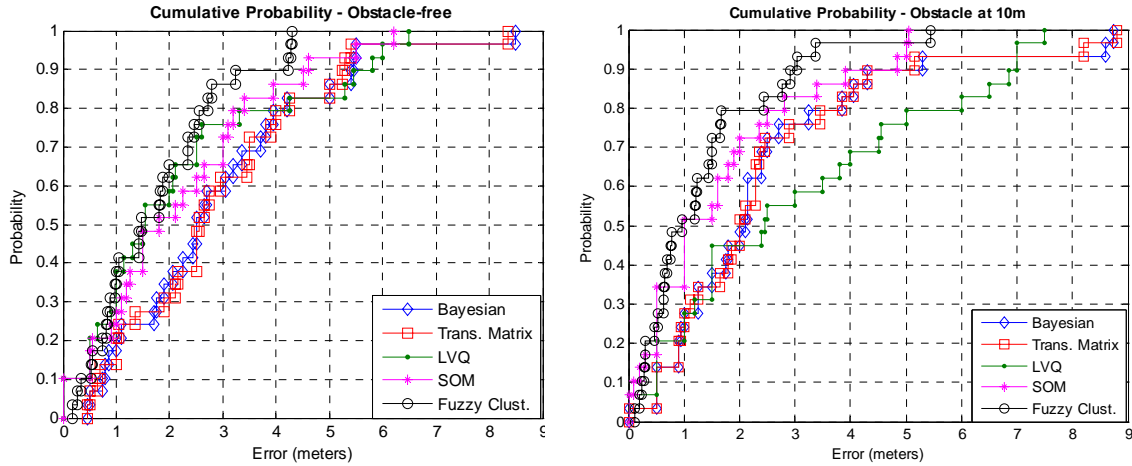 Cumulative Probability - Obstacle-free
1
0.9
0.8
0.7
0.6
0.5
0.4
0.3
0.2
0.1
0
Probability
0 1 2 3 4 5 6 7 8 9
Error (meters)
Bayesian
Trans. Matrix
LVQ
SOM
Fuzzy Clust.
Cumulative Probability - Obstacle at 10m
1
0.9
0.8
0.7
0.6
0.5
0.4
0.3
0.2
0.1
0
Probability
0 1 2 3 4 5 6 7 8 9
Error (meters)
Bayesian
Trans. Matrix
LVQ
SOM
Fuzzy Clust.